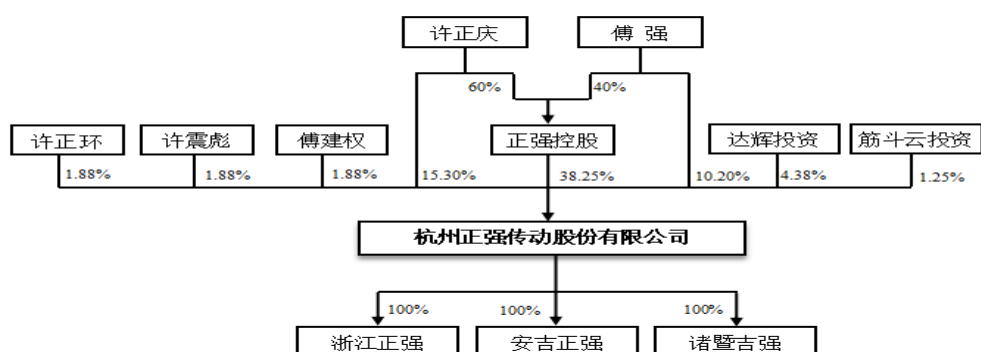 许正庆
傅 强
60%
40%
许正环
许震彪
傅建权
正强控股
达辉投资
筋斗云投资
1.88%
1.88%
1.88%
15.30%
38.25%
10.20%
4.38%
1.25%
杭州正强传动股份有限公司
100%
100%
100%
浙江正强
安吉正强
诸暨吉强